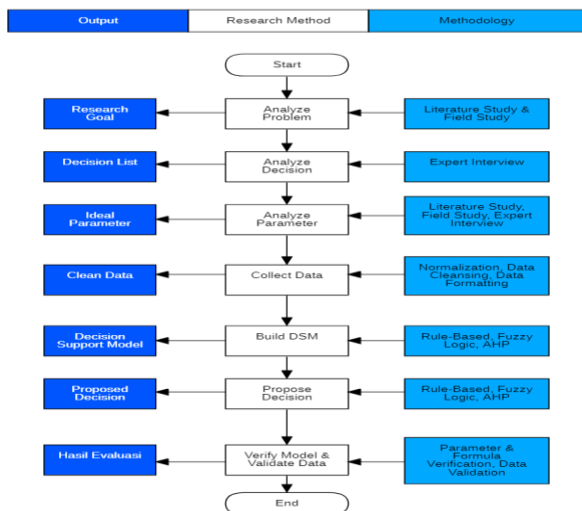 Output
Research Method
Methodology
Start
Research
Goal
Analyze
Problem
Literature Study &
Field Study
Decision List
Analyze
Decision
Expert Interview
Ideal
Parameter
Analyze
Parameter
Literature Study,
Field Study, Expert
Interview
Clean Data
Collect Data
Normalization, Data
Cleansing, Data
Formatting
Decision
Support Model
Build DSM
Rule-Based, Fuzzy
Logic, AHP
Proposed
Decision
Propose
Decision
Rule-Based, Fuzzy
Logic, AHP
Hasil Evaluasi
Verify Model &
Validate Data
Parameter &
Formula
Verification, Data
Validation
End